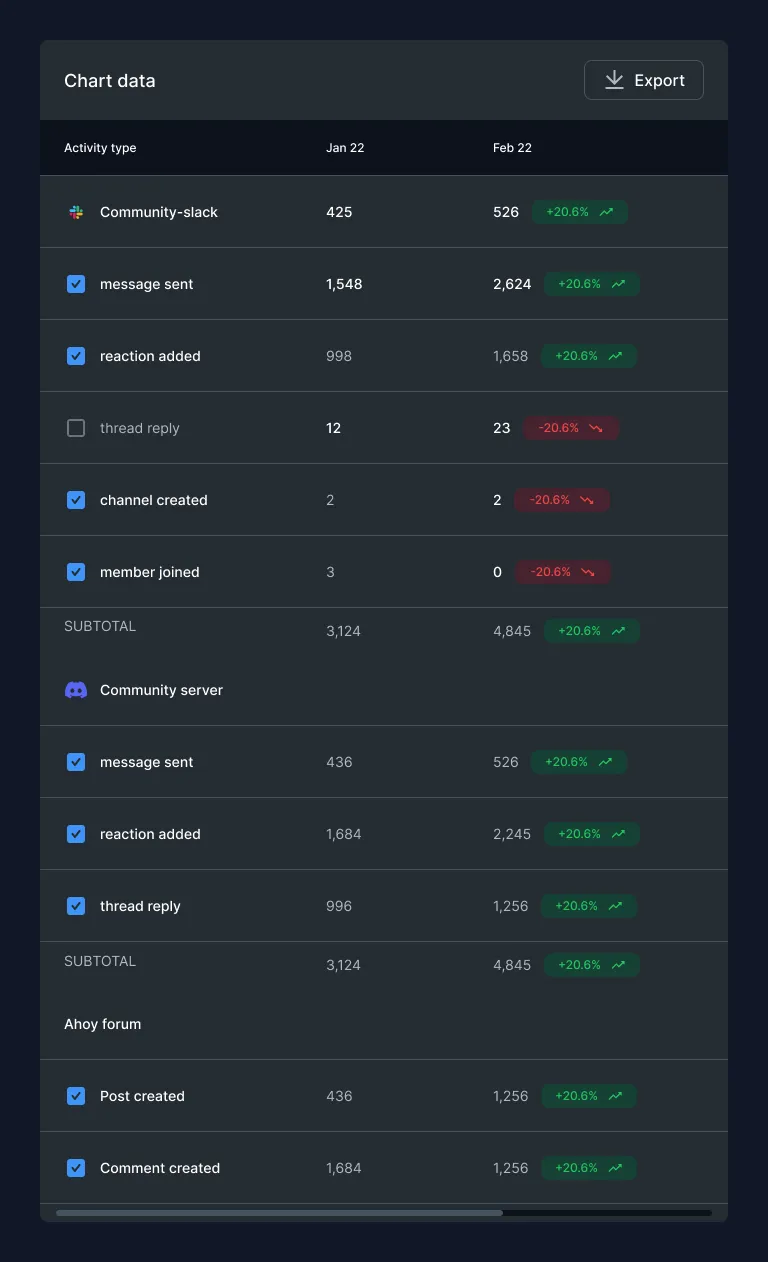 Chart data
Export
Activity type Jan 22 Feb 22
Community-slack 425 526 +20.6%
message sent 1,548 2,624 +20.6%
reaction added 998 1,658 +20.6%
thread reply 12 23 -20.6%
channel created 2 2 -20.6%
member joined 3 0 -20.6%
SUBTOTAL 3,124 4,845 +20.6%
Community server
message sent 436 526 +20.6%
reaction added 1,684 2,245 +20.6%
thread reply 996 1,256 +20.6%
SUBTOTAL 3,124 4,845 +20.6%
Ahoy forum
Post created 436 1,256 +20.6%
Comment created 1,684 1,256 +20.6%